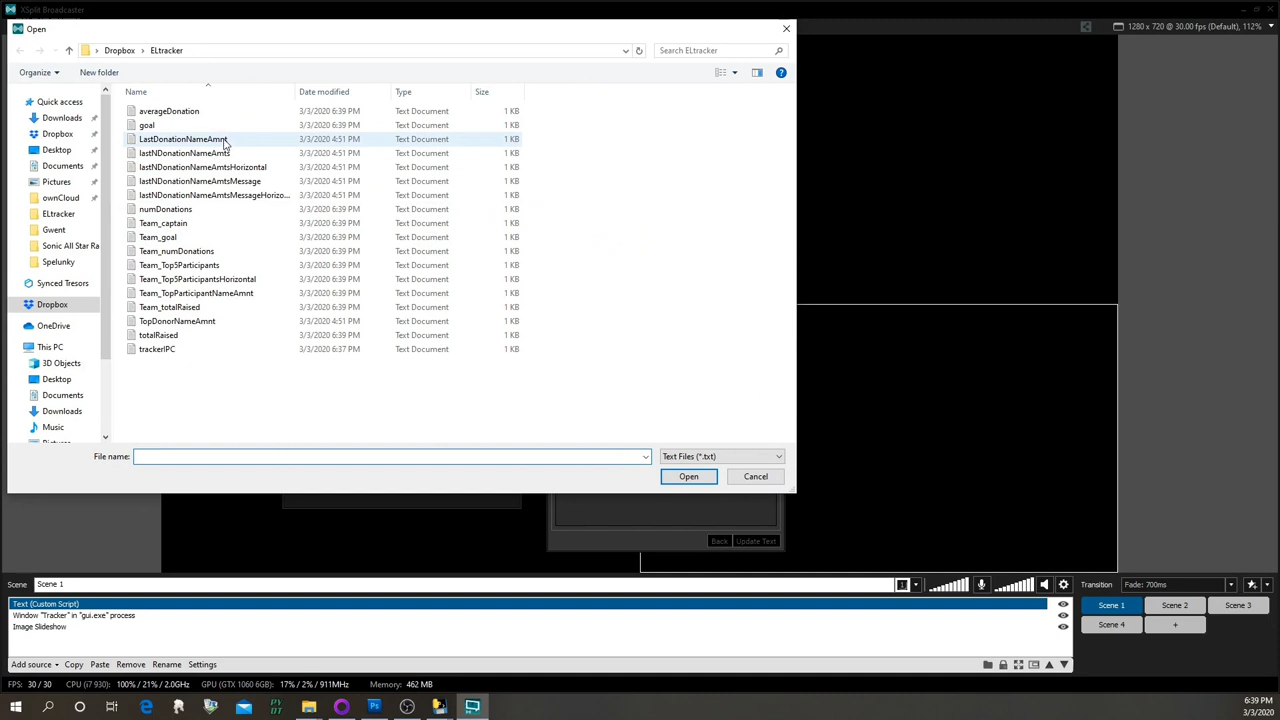 XSplit Broadcaster
Open
1280 x 720 @ 30.00 fps (Default), 112%
Dropbox > ELtracker
Search ELtracker
Organize
New folder
Name
Date modified
Type
Size
Quick access
Downloads
Dropbox
Desktop
Documents
Pictures
ownCloud
ELtracker
Gwent
Sonic All Star Ra
Spelunky
Synced Tresors
Dropbox
OneDrive
This PC
3D Objects
Desktop
Documents
Downloads
Music
averageDonation 3/3/2020 6:39 PM Text Document 1 KB
goal 3/3/2020 6:39 PM Text Document 1 KB
LastDonationNameAmnt 3/3/2020 4:51 PM Text Document 1 KB
lastNDonationNameAmts 3/3/2020 4:51 PM Text Document 1 KB
lastNDonationNameAmtsHorizontal 3/3/2020 4:51 PM Text Document 1 KB
lastNDonationNameAmtsMessage 3/3/2020 4:51 PM Text Document 1 KB
lastNDonationNameAmtsMessageHorizo... 3/3/2020 4:51 PM Text Document 1 KB
numDonations 3/3/2020 6:39 PM Text Document 1 KB
Team_captain 3/3/2020 6:39 PM Text Document 1 KB
Team_goal 3/3/2020 6:39 PM Text Document 1 KB
Team_numDonations 3/3/2020 6:39 PM Text Document 1 KB
Team_Top5Participants 3/3/2020 6:39 PM Text Document 1 KB
Team_Top5ParticipantsHorizontal 3/3/2020 6:39 PM Text Document 1 KB
Team_TopParticipantNameAmnt 3/3/2020 6:39 PM Text Document 1 KB
Team_totalRaised 3/3/2020 6:39 PM Text Document 1 KB
TopDonorNameAmnt 3/3/2020 4:51 PM Text Document 1 KB
totalRaised 3/3/2020 6:39 PM Text Document 1 KB
trackerIPC 3/3/2020 6:37 PM Text Document 1 KB
File name:
Text Files (*.txt)
Open
Cancel
Back
Update Text
Scene
Scene 1
1
Transition
Fade: 700ms
Text (Custom Script)
Window "Tracker" in "gui.exe" process
Image Slideshow
Scene 1
Scene 2
Scene 3
Scene 4
+
Add source
Copy
Paste
Remove
Rename
Settings
FPS: 30 / 30
CPU (i7 930): 100% / 21% / 2.0GHz
GPU (GTX 1060 6GB): 17% / 2% / 911MHz
Memory: 462 MB
6:39 PM
3/3/2020